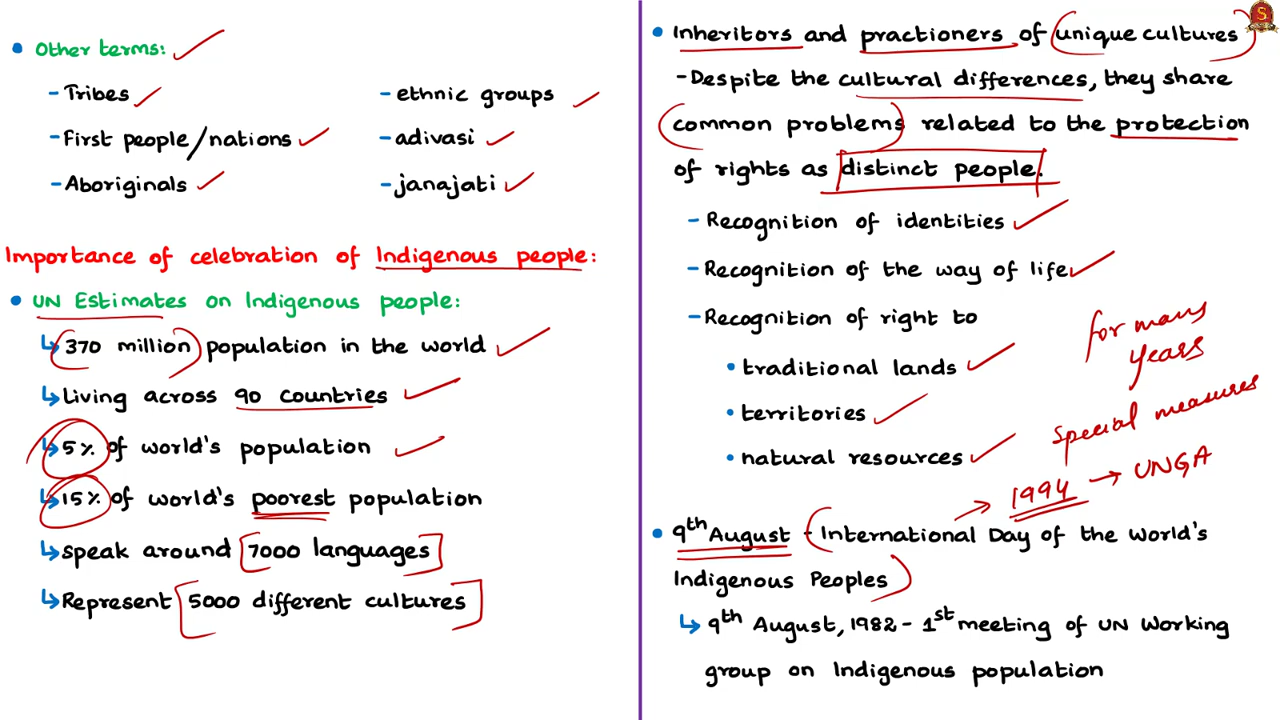 • Other terms:
- Tribes
- ethnic groups
- First people/nations
- adivasi
- Aboriginals
- janajati
Importance of celebration of Indigenous people:
• UN Estimates on Indigenous people:
↳ 370 million population in the world
↳ Living across 90 countries
↳ 5% of world's population
↳ 15% of world's poorest population
↳ speak around 7000 languages
↳ Represent 5000 different cultures
• Inheritors and practioners of unique cultures
- Despite the cultural differences, they share
common problems related to the protection
of rights as distinct people.
- Recognition of identities
- Recognition of the way of life
- Recognition of right to
• traditional lands
• territories
• natural resources
for many
years
special measures
→ 1994 → UNGA
• 9th August - International Day of the World's
Indigenous Peoples
↳ 9th August, 1982 - 1st meeting of UN Working
group on Indigenous population
S